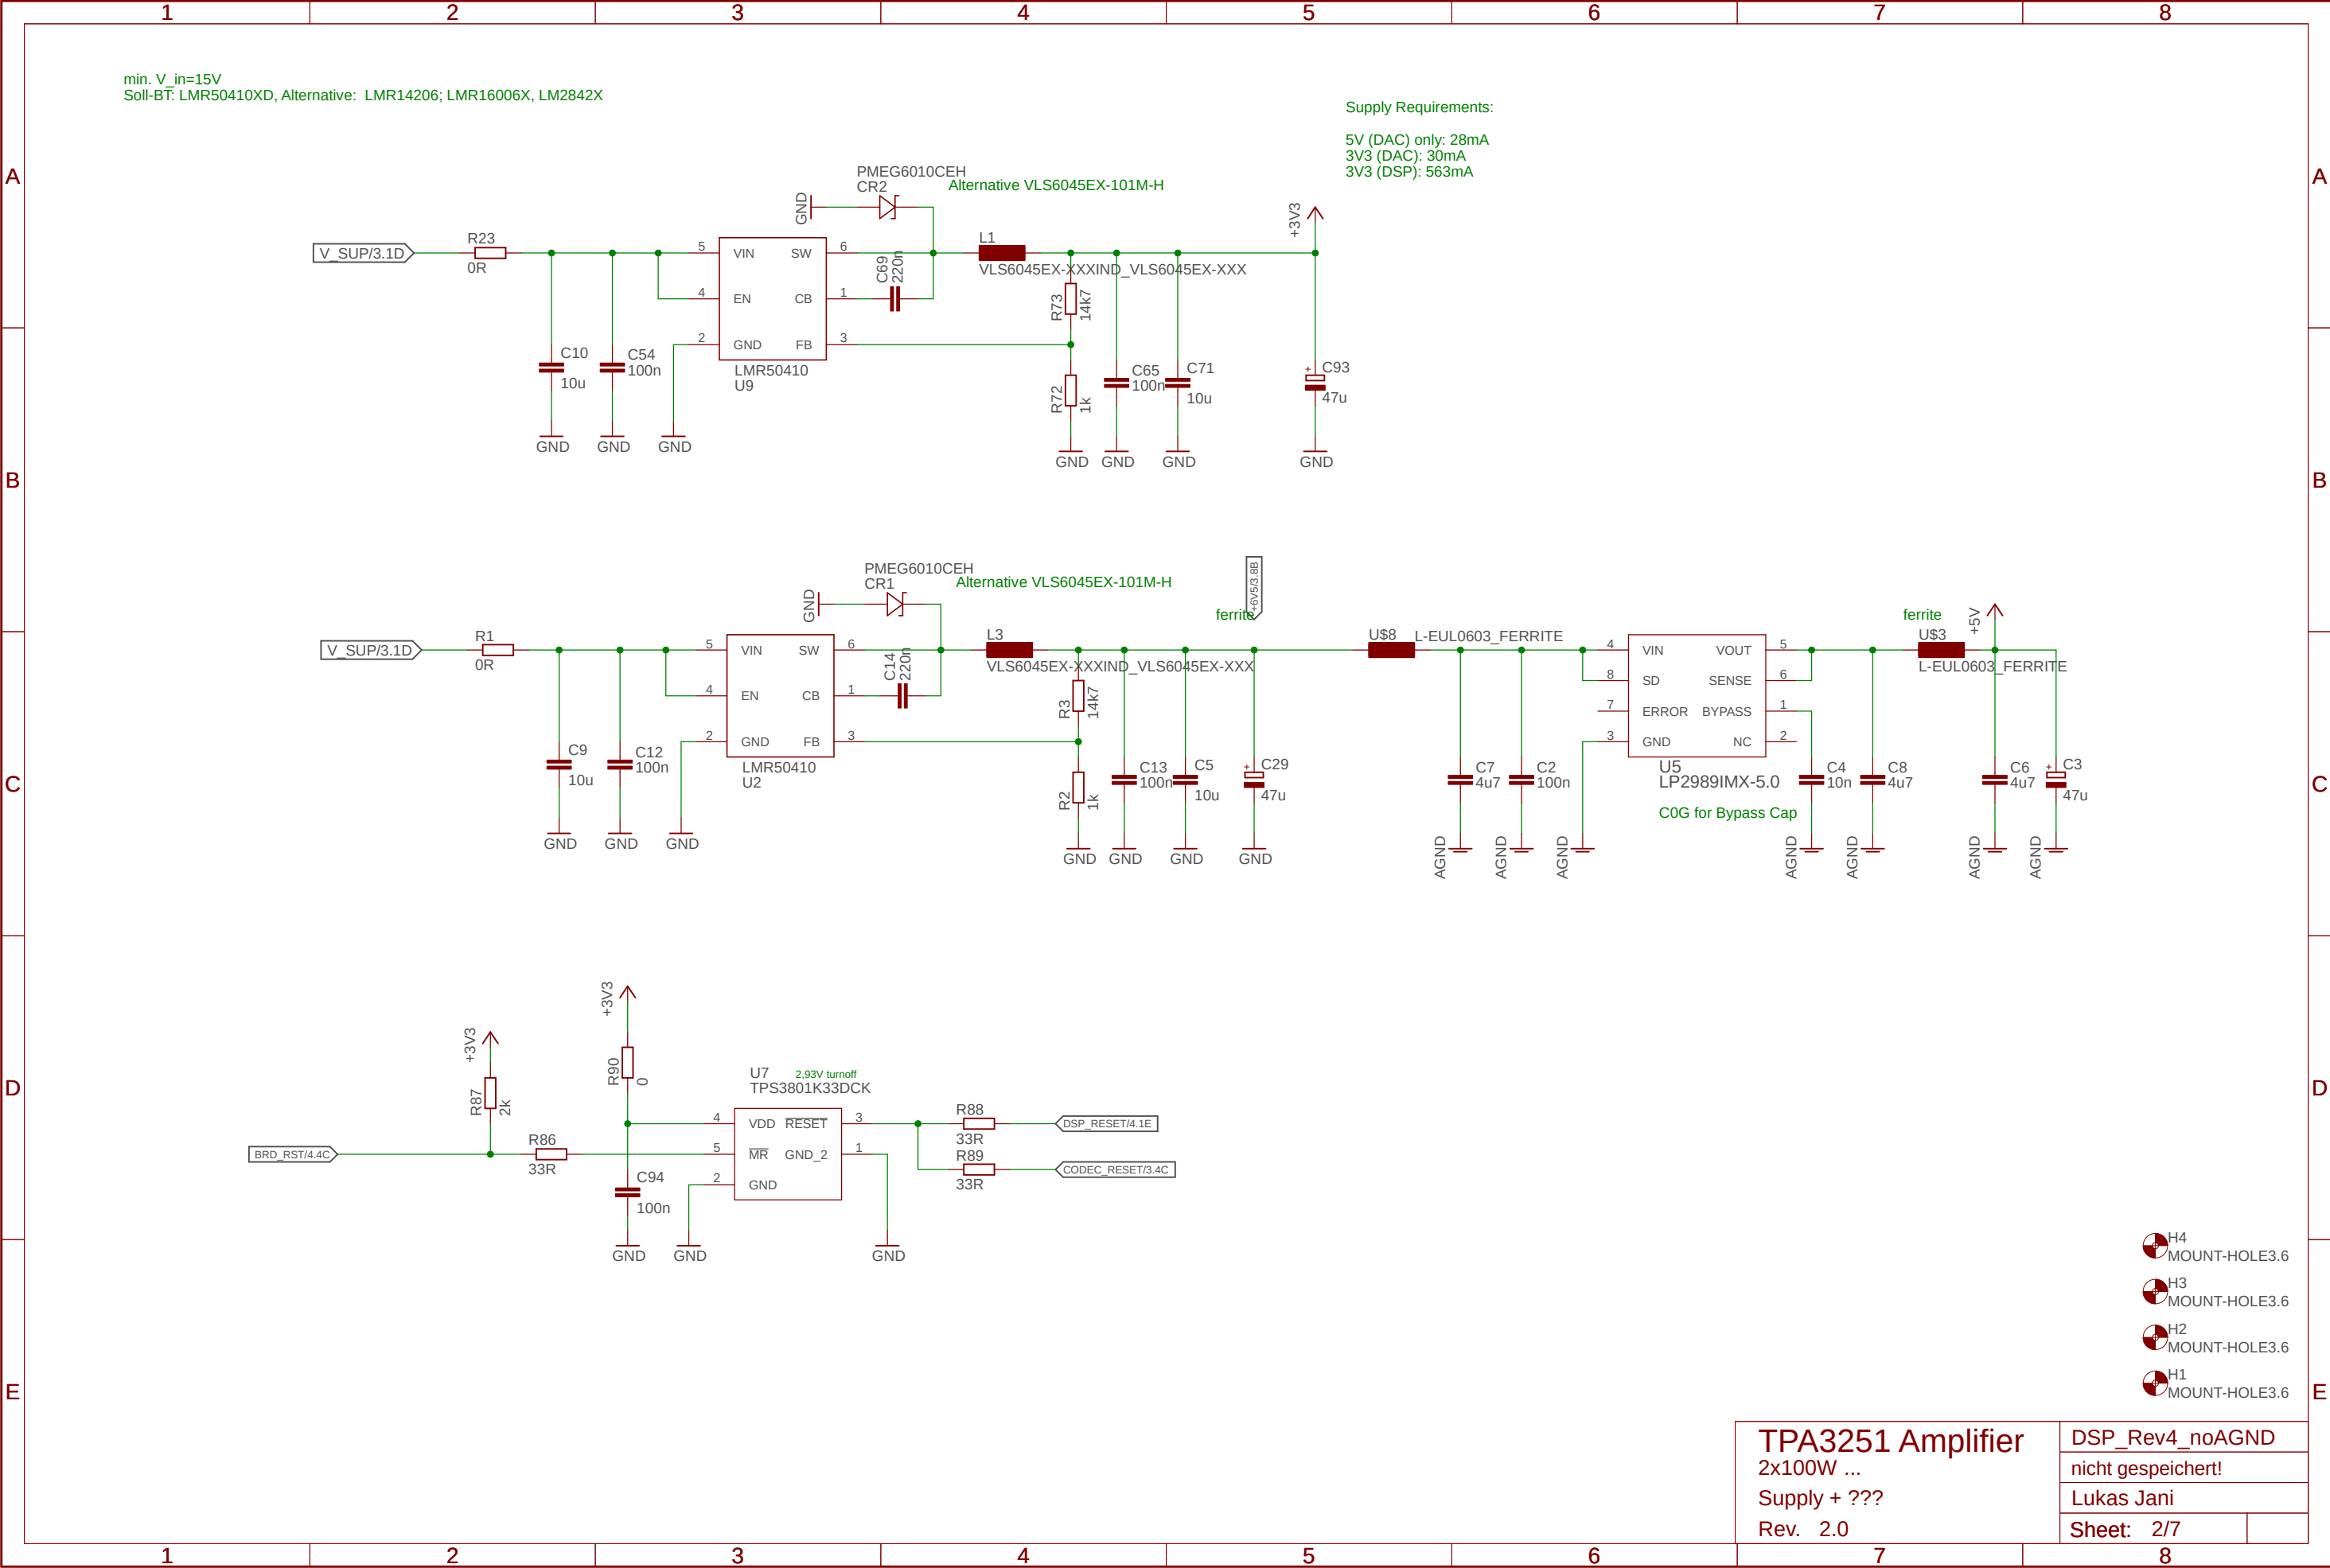 1 2 3 4 5 6 7 8
min. V_in=15V
Soll-BT: LMR50410XD, Alternative:  LMR14206; LMR16006X, LM2842X
Supply Requirements:
5V (DAC) only: 28mA
3V3 (DAC): 30mA
3V3 (DSP): 563mA
A
A
PMEG6010CEH
CR2
Alternative VLS6045EX-101M-H
GND
+3V3
V_SUP/3.1D
R23
0R
5 VIN SW 6
4 EN CB 1
2 GND FB 3
LMR50410
U9
C69
220n
L1
VLS6045EX-XXXIND_VLS6045EX-XXX
R73
14k7
R72
1k
C10
10u
C54
100n
C65
100n
C71
10u
C93
47u
+
GND
GND
GND
GND
GND
GND
GND
B
B
PMEG6010CEH
CR1
Alternative VLS6045EX-101M-H
GND
+6V5/3.8B
ferrite
ferrite
+5V
V_SUP/3.1D
R1
0R
5 VIN SW 6
4 EN CB 1
2 GND FB 3
LMR50410
U2
C14
220n
L3
VLS6045EX-XXXIND_VLS6045EX-XXX
R3
14k7
R2
1k
C9
10u
C12
100n
C13
100n
C5
10u
C29
47u
+
GND
GND
GND
GND
GND
GND
GND
U$8
L-EUL0603_FERRITE
4 VIN VOUT 5
8 SD SENSE 6
7 ERROR BYPASS 1
3 GND NC 2
U5
LP2989IMX-5.0
C0G for Bypass Cap
U$3
L-EUL0603_FERRITE
C7
4u7
C2
100n
C4
10n
C8
4u7
C6
4u7
C3
47u
+
AGND
AGND
AGND
AGND
AGND
AGND
AGND
C
C
+3V3
+3V3
R87
2k
R90
0
BRD_RST/4.4C
R86
33R
C94
100n
U7
2,93V turnoff
TPS3801K33DCK
4 VDD RESET 3
5 MR GND_2 1
2 GND
R88
33R
R89
33R
DSP_RESET/4.1E
CODEC_RESET/3.4C
GND
GND
GND
D
D
H4
MOUNT-HOLE3.6
H3
MOUNT-HOLE3.6
H2
MOUNT-HOLE3.6
H1
MOUNT-HOLE3.6
E
E
TPA3251 Amplifier
2x100W ...
Supply + ???
Rev.   2.0
DSP_Rev4_noAGND
nicht gespeichert!
Lukas Jani
Sheet: 2/7
1 2 3 4 5 6 7 8